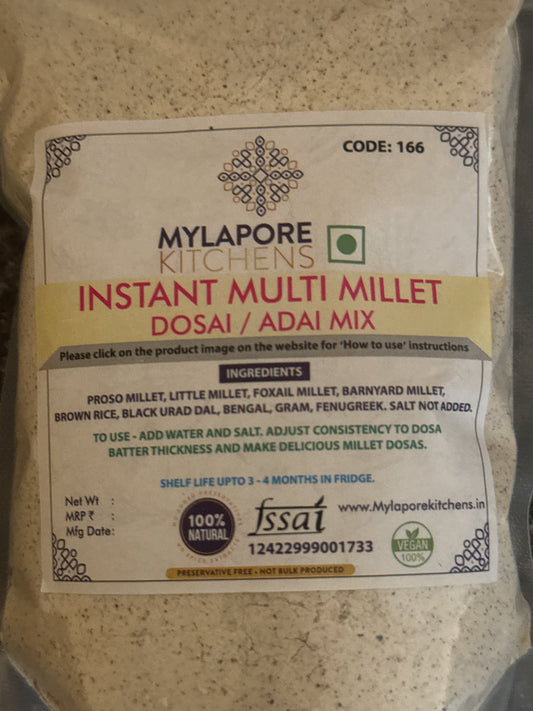 CODE: 166
MYLAPORE
KITCHENS
INSTANT MULTI MILLET
DOSAI / ADAI MIX
Please click on the product image on the website for 'How to use' instructions
INGREDIENTS
PROSO MILLET, LITTLE MILLET, FOXAIL MILLET, BARNYARD MILLET,
BROWN RICE, BLACK URAD DAL, BENGAL, GRAM, FENUGREEK. SALT NOT ADDED.
TO USE - ADD WATER AND SALT. ADJUST CONSISTENCY TO DOSA
BATTER THICKNESS AND MAKE DELICIOUS MILLET DOSAS.
SHELF LIFE UPTO 3 - 4 MONTHS IN FRIDGE.
Net Wt :
MRP ₹ :
Mfg Date:
100%
NATURAL
fssai
12422999001733
www.Mylaporekitchens.in
VEGAN
100%
PRESERVATIVE FREE • NOT BULK PRODUCED